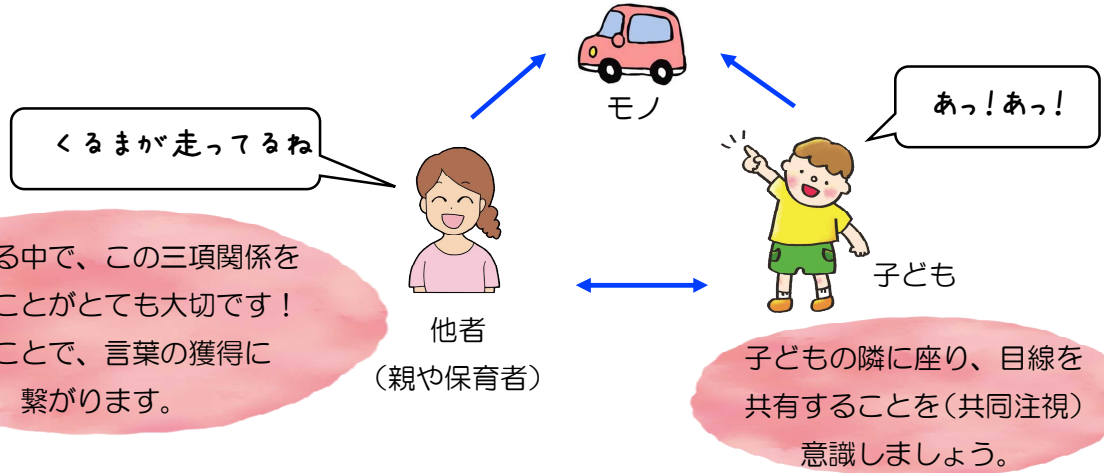 モノ
あっ！あっ！
くるまが走ってるね
る中で、この三項関係を
ことがとても大切です！
ことで、言葉の獲得に
繋がります。
他者
（親や保育者）
子ども
子どもの隣に座り、目線を
共有することを（共同注視）
意識しましょう。